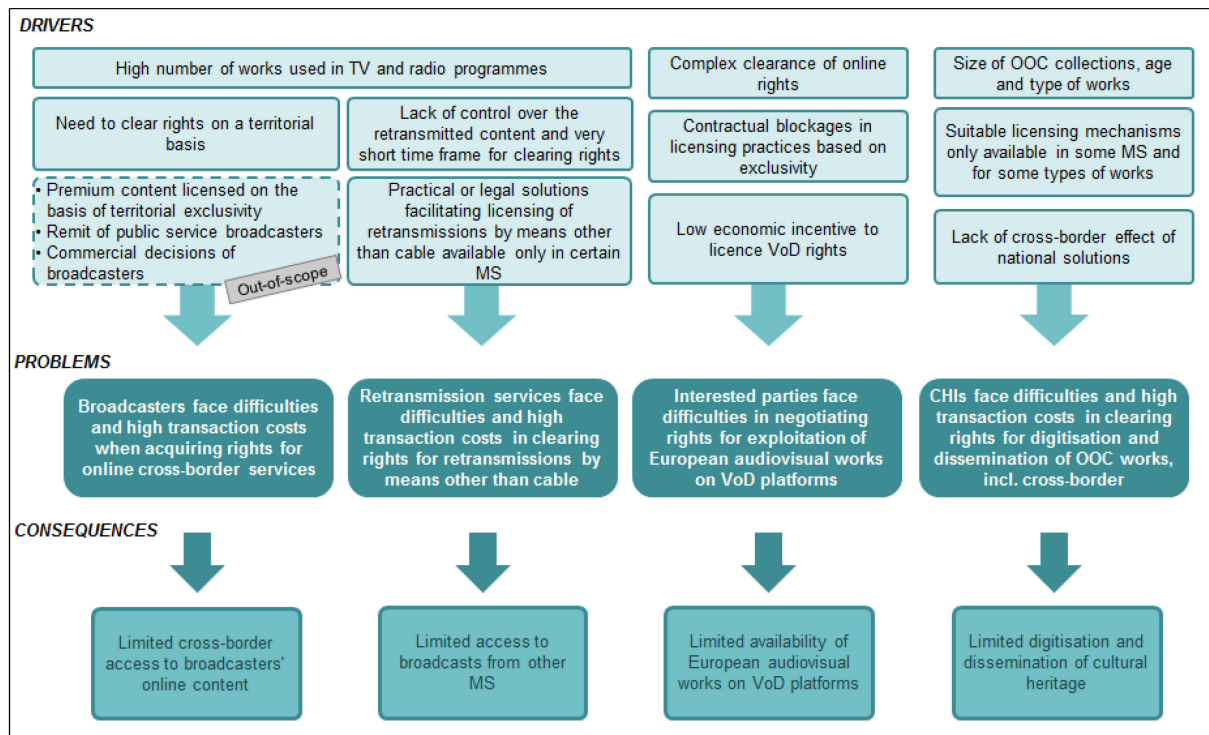 DRIVERS
High number of works used in TV and radio programmes
Need to clear rights on a territorial
basis
• Premium content licensed on the
basis of territorial exclusivity
• Remit of public service broadcasters
• Commercial decisions of
broadcasters
Out-of-scope
Lack of control over the
retransmitted content and very
short time frame for clearing rights
Practical or legal solutions
facilitating licensing of
retransmissions by means other
than cable available only in certain
MS
Complex clearance of online
rights
Contractual blockages in
licensing practices based on
exclusivity
Low economic incentive to
licence VoD rights
Size of OOC collections, age
and type of works
Suitable licensing mechanisms
only available in some MS and
for some types of works
Lack of cross-border effect of
national solutions
PROBLEMS
Broadcasters face difficulties
and high transaction costs
when acquiring rights for
online cross-border services
Retransmission services face
difficulties and high
transaction costs in clearing
rights for retransmissions by
means other than cable
Interested parties face
difficulties in negotiating
rights for exploitation of
European audiovisual works
on VoD platforms
CHIs face difficulties and high
transaction costs in clearing
rights for digitisation and
dissemination of OOC works,
incl. cross-border
CONSEQUENCES
Limited cross-border
access to broadcasters'
online content
Limited access to
broadcasts from other
MS
Limited availability of
European audiovisual
works on VoD platforms
Limited digitisation and
dissemination of cultural
heritage